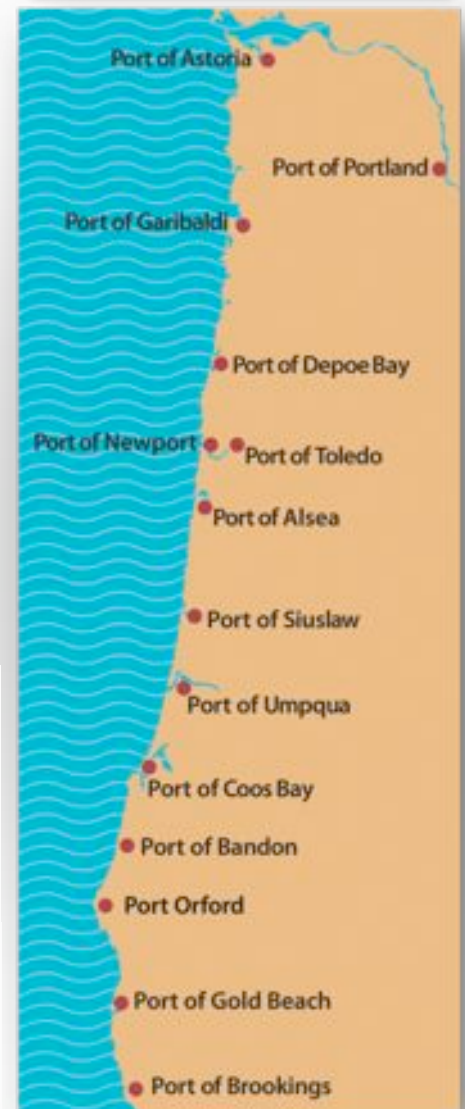 Port of Astoria
Port of Portland
Port of Garibaldi
Port of Depoe Bay
Port of Newport
Port of Toledo
Port of Alsea
Port of Siuslaw
Port of Umpqua
Port of Coos Bay
Port of Bandon
Port Orford
Port of Gold Beach
Port of Brookings